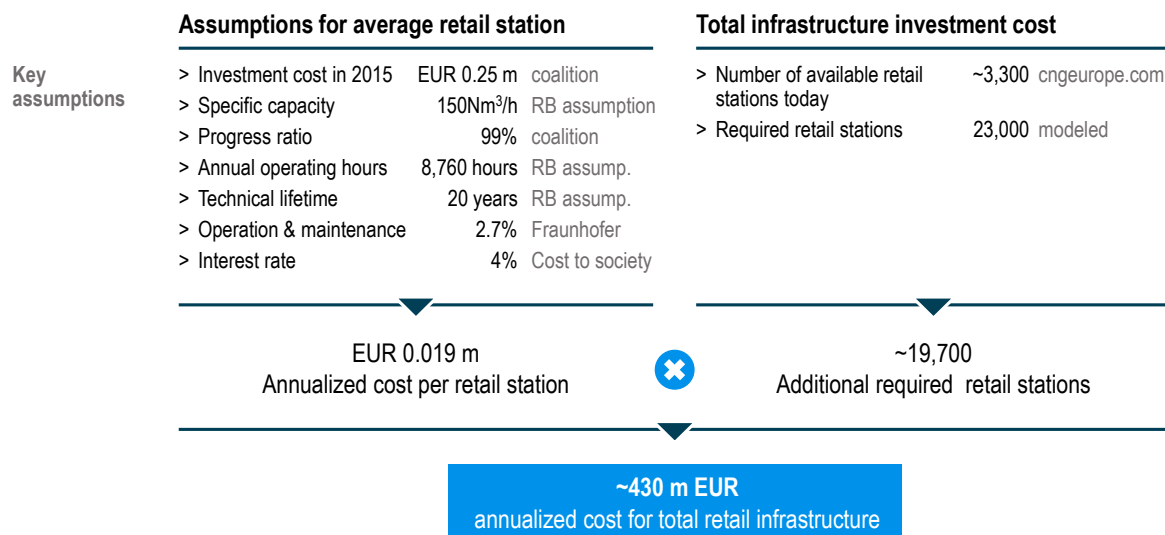 Assumptions for average retail station
Total infrastructure investment cost
Key
assumptions
> Investment cost in 2015 EUR 0.25 m coalition
> Specific capacity 150Nm³/h RB assumption
> Progress ratio 99% coalition
> Annual operating hours 8,760 hours RB assump.
> Technical lifetime 20 years RB assump.
> Operation & maintenance 2.7% Fraunhofer
> Interest rate 4% Cost to society
> Number of available retail ~3,300 cngeurope.com
stations today
> Required retail stations 23,000 modeled
EUR 0.019 m
Annualized cost per retail station
~19,700
Additional required retail stations
~430 m EUR
annualized cost for total retail infrastructure